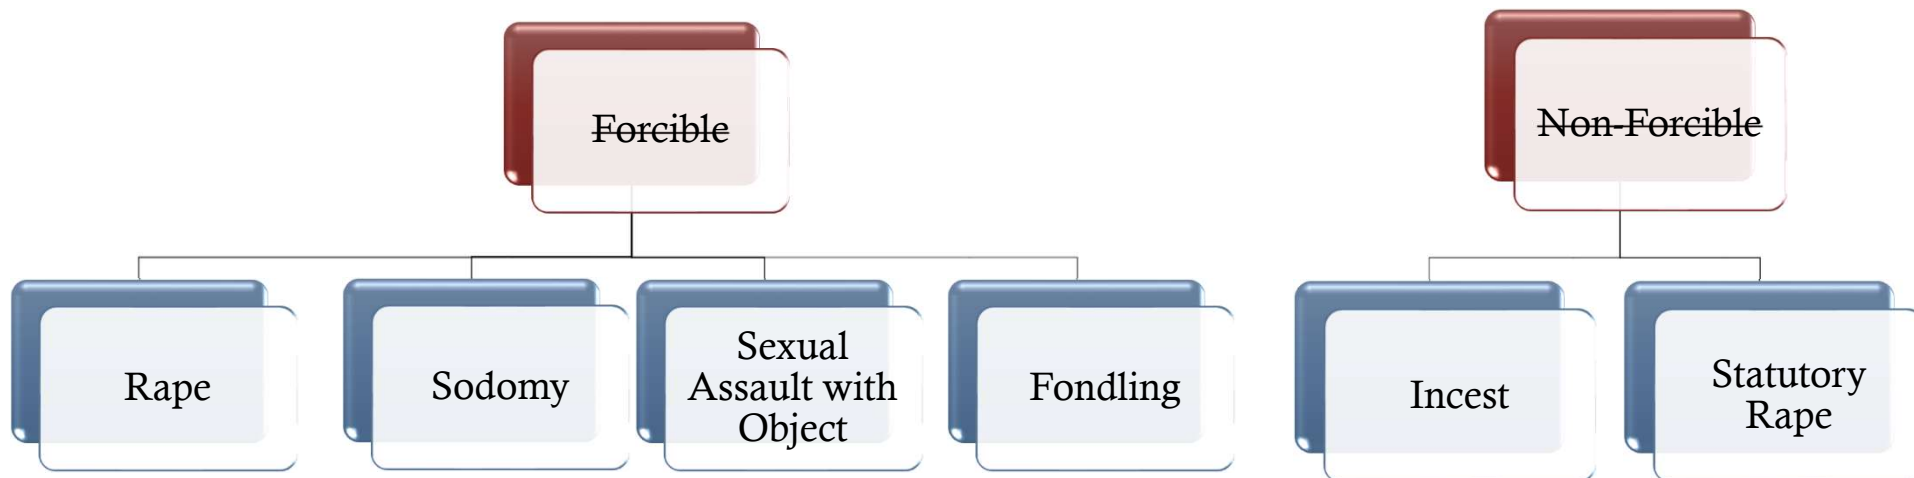 Forcible
Non-Forcible
Rape
Sodomy
Sexual
Assault with
Object
Fondling
Incest
Statutory
Rape